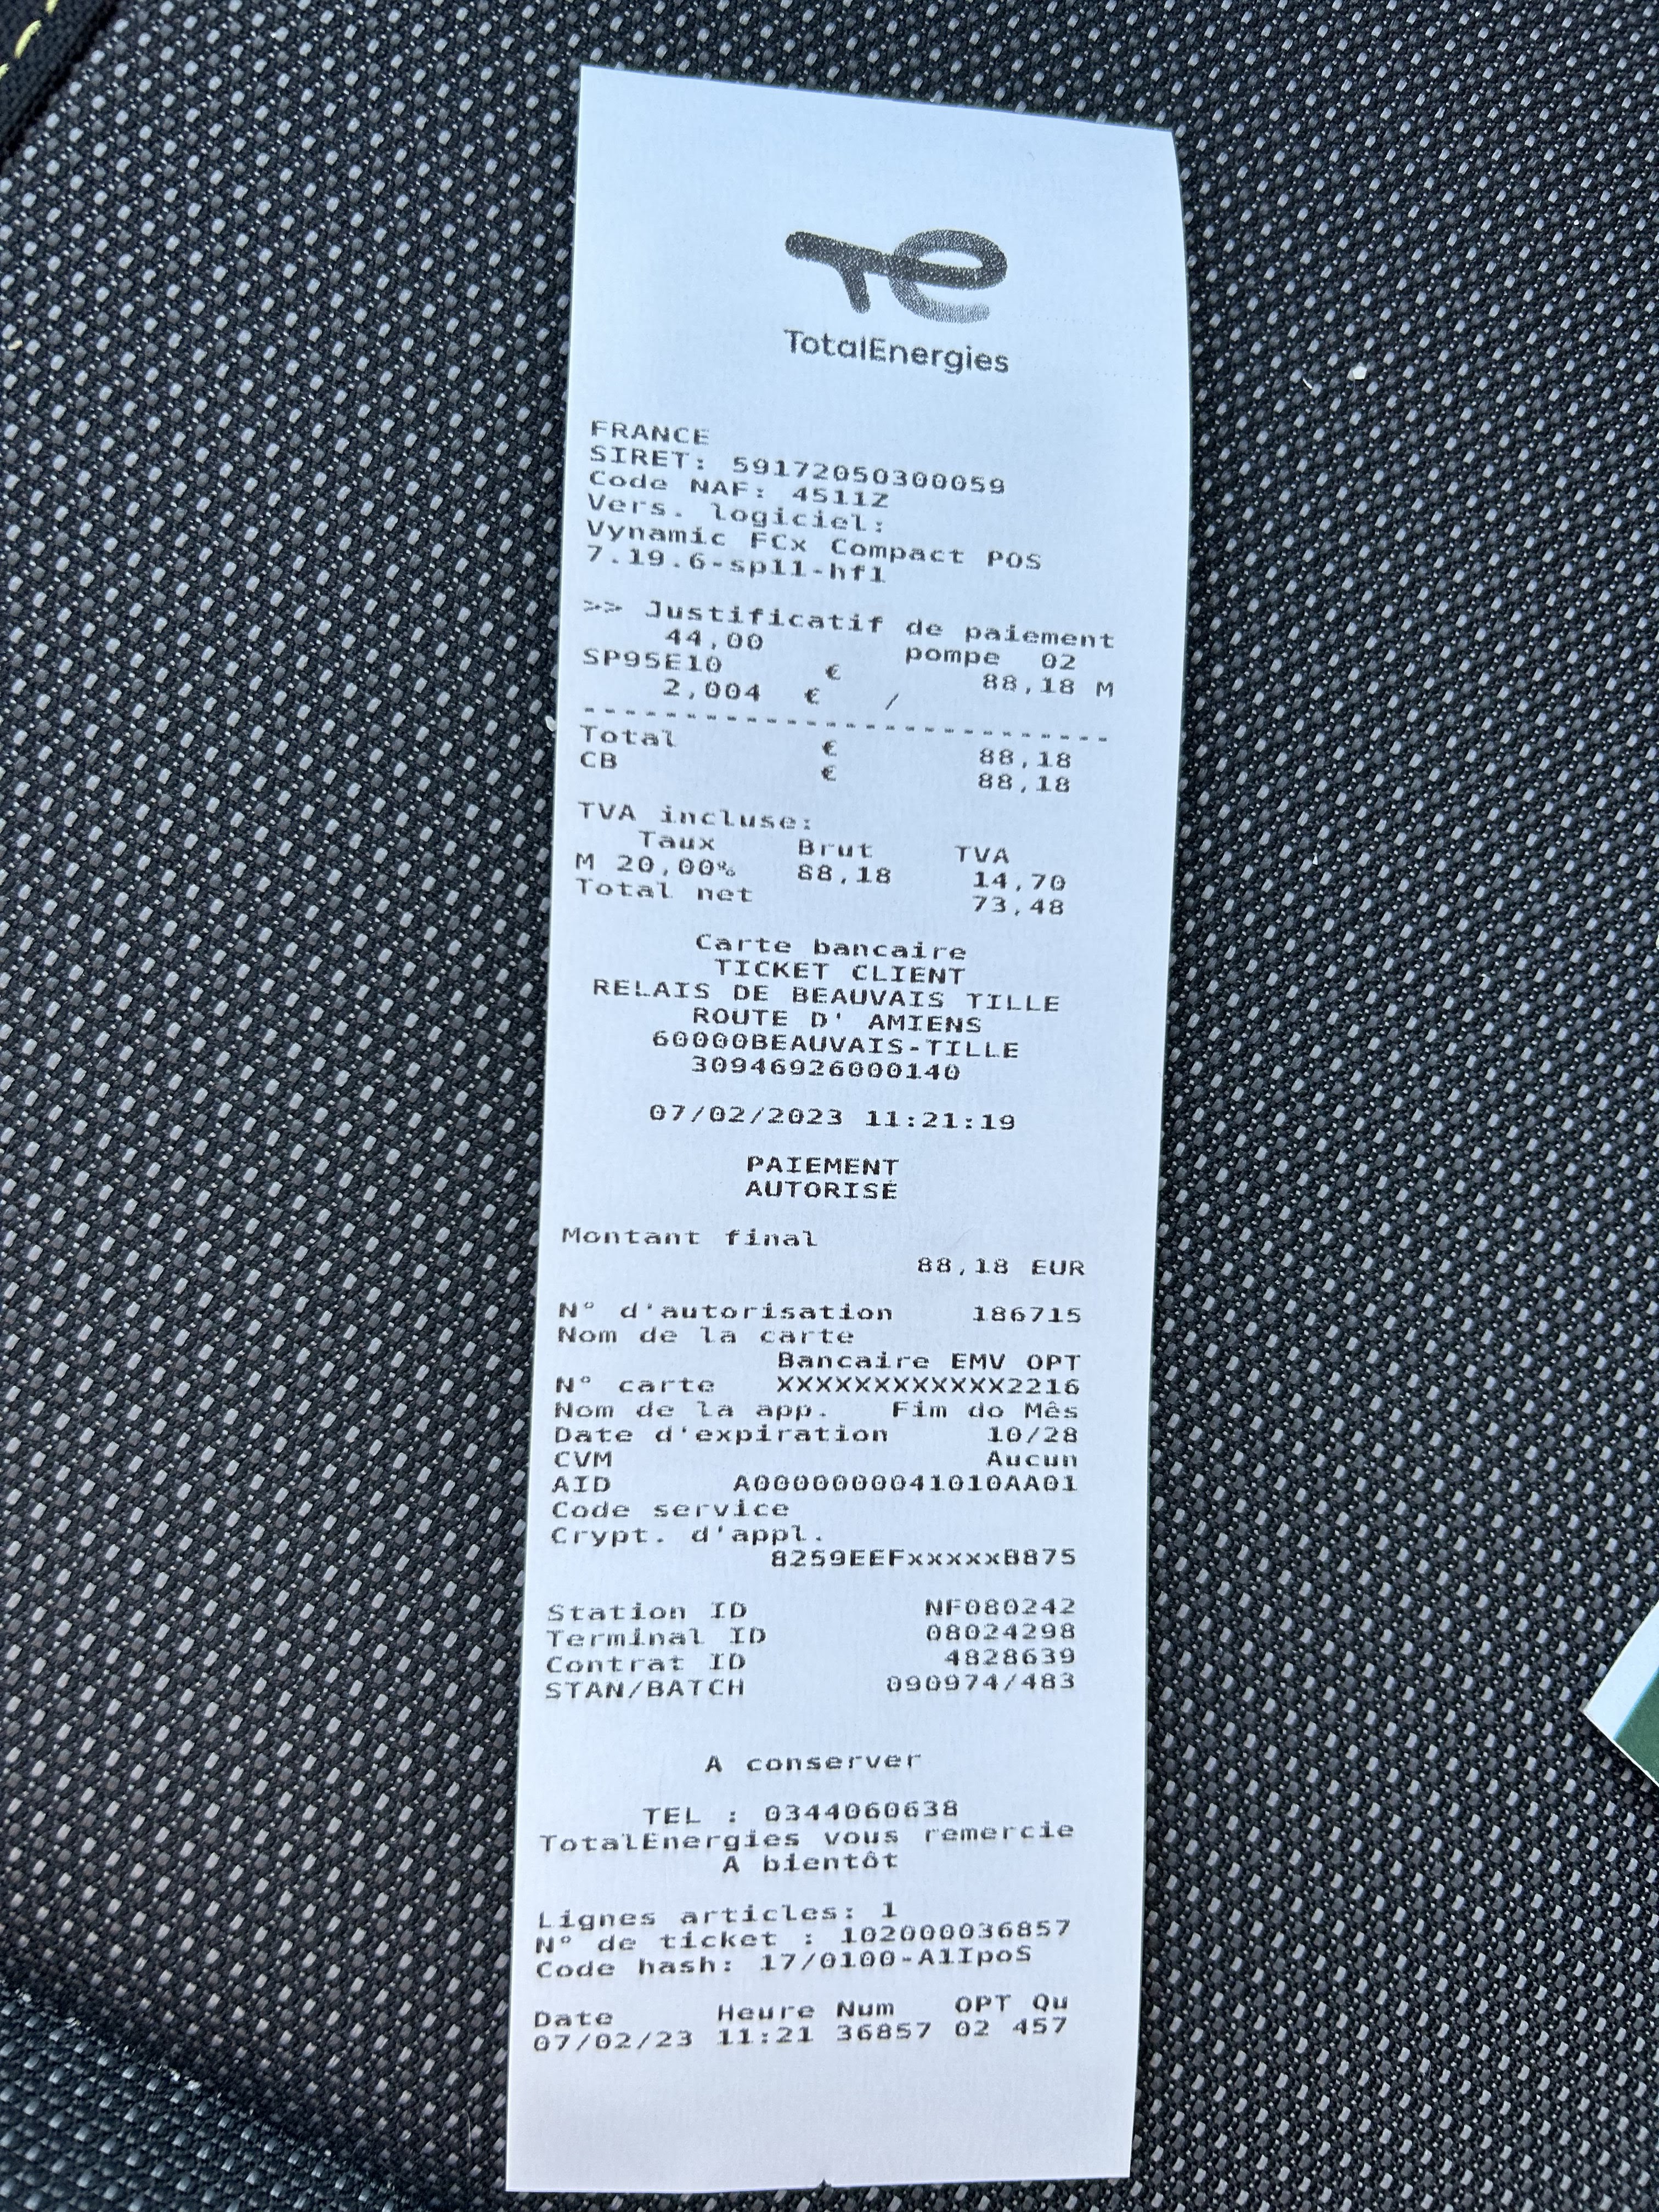 TotalEnergies
FRANCE
SIRET: 59172050300059
Code NAF: 4511Z
Vers. logiciel:
Vynamic FCx Compact POS
7.19.6-sp11-hf1
>> Justificatif de paiement
44,00 pompe 02
SP95E10 € 88,18 M
2,004 € /
---------------------------
Total € 88,18
CB € 88,18
TVA incluse:
Taux Brut TVA
M 20,00% 88,18 14,70
Total net 73,48
Carte bancaire
TICKET CLIENT
RELAIS DE BEAUVAIS TILLE
ROUTE D' AMIENS
60000BEAUVAIS-TILLE
30946926000140
07/02/2023 11:21:19
PAIEMENT
AUTORISÉ
Montant final
88,18 EUR
N° d'autorisation 186715
Nom de la carte
Bancaire EMV OPT
N° carte XXXXXXXXXXXX2216
Nom de la app. Fim do Mês
Date d'expiration 10/28
CVM Aucun
AID A0000000041010AA01
Code service
Crypt. d'appl.
8259EEFxxxxxB875
Station ID NF080242
Terminal ID 08024298
Contrat ID 4828639
STAN/BATCH 090974/483
A conserver
TEL : 0344060638
TotalEnergies vous remercie
A bientôt
Lignes articles: 1
N° de ticket : 102000036857
Code hash: 17/0100-A1IpoS
Date Heure Num OPT Qu
07/02/23 11:21 36857 02 457